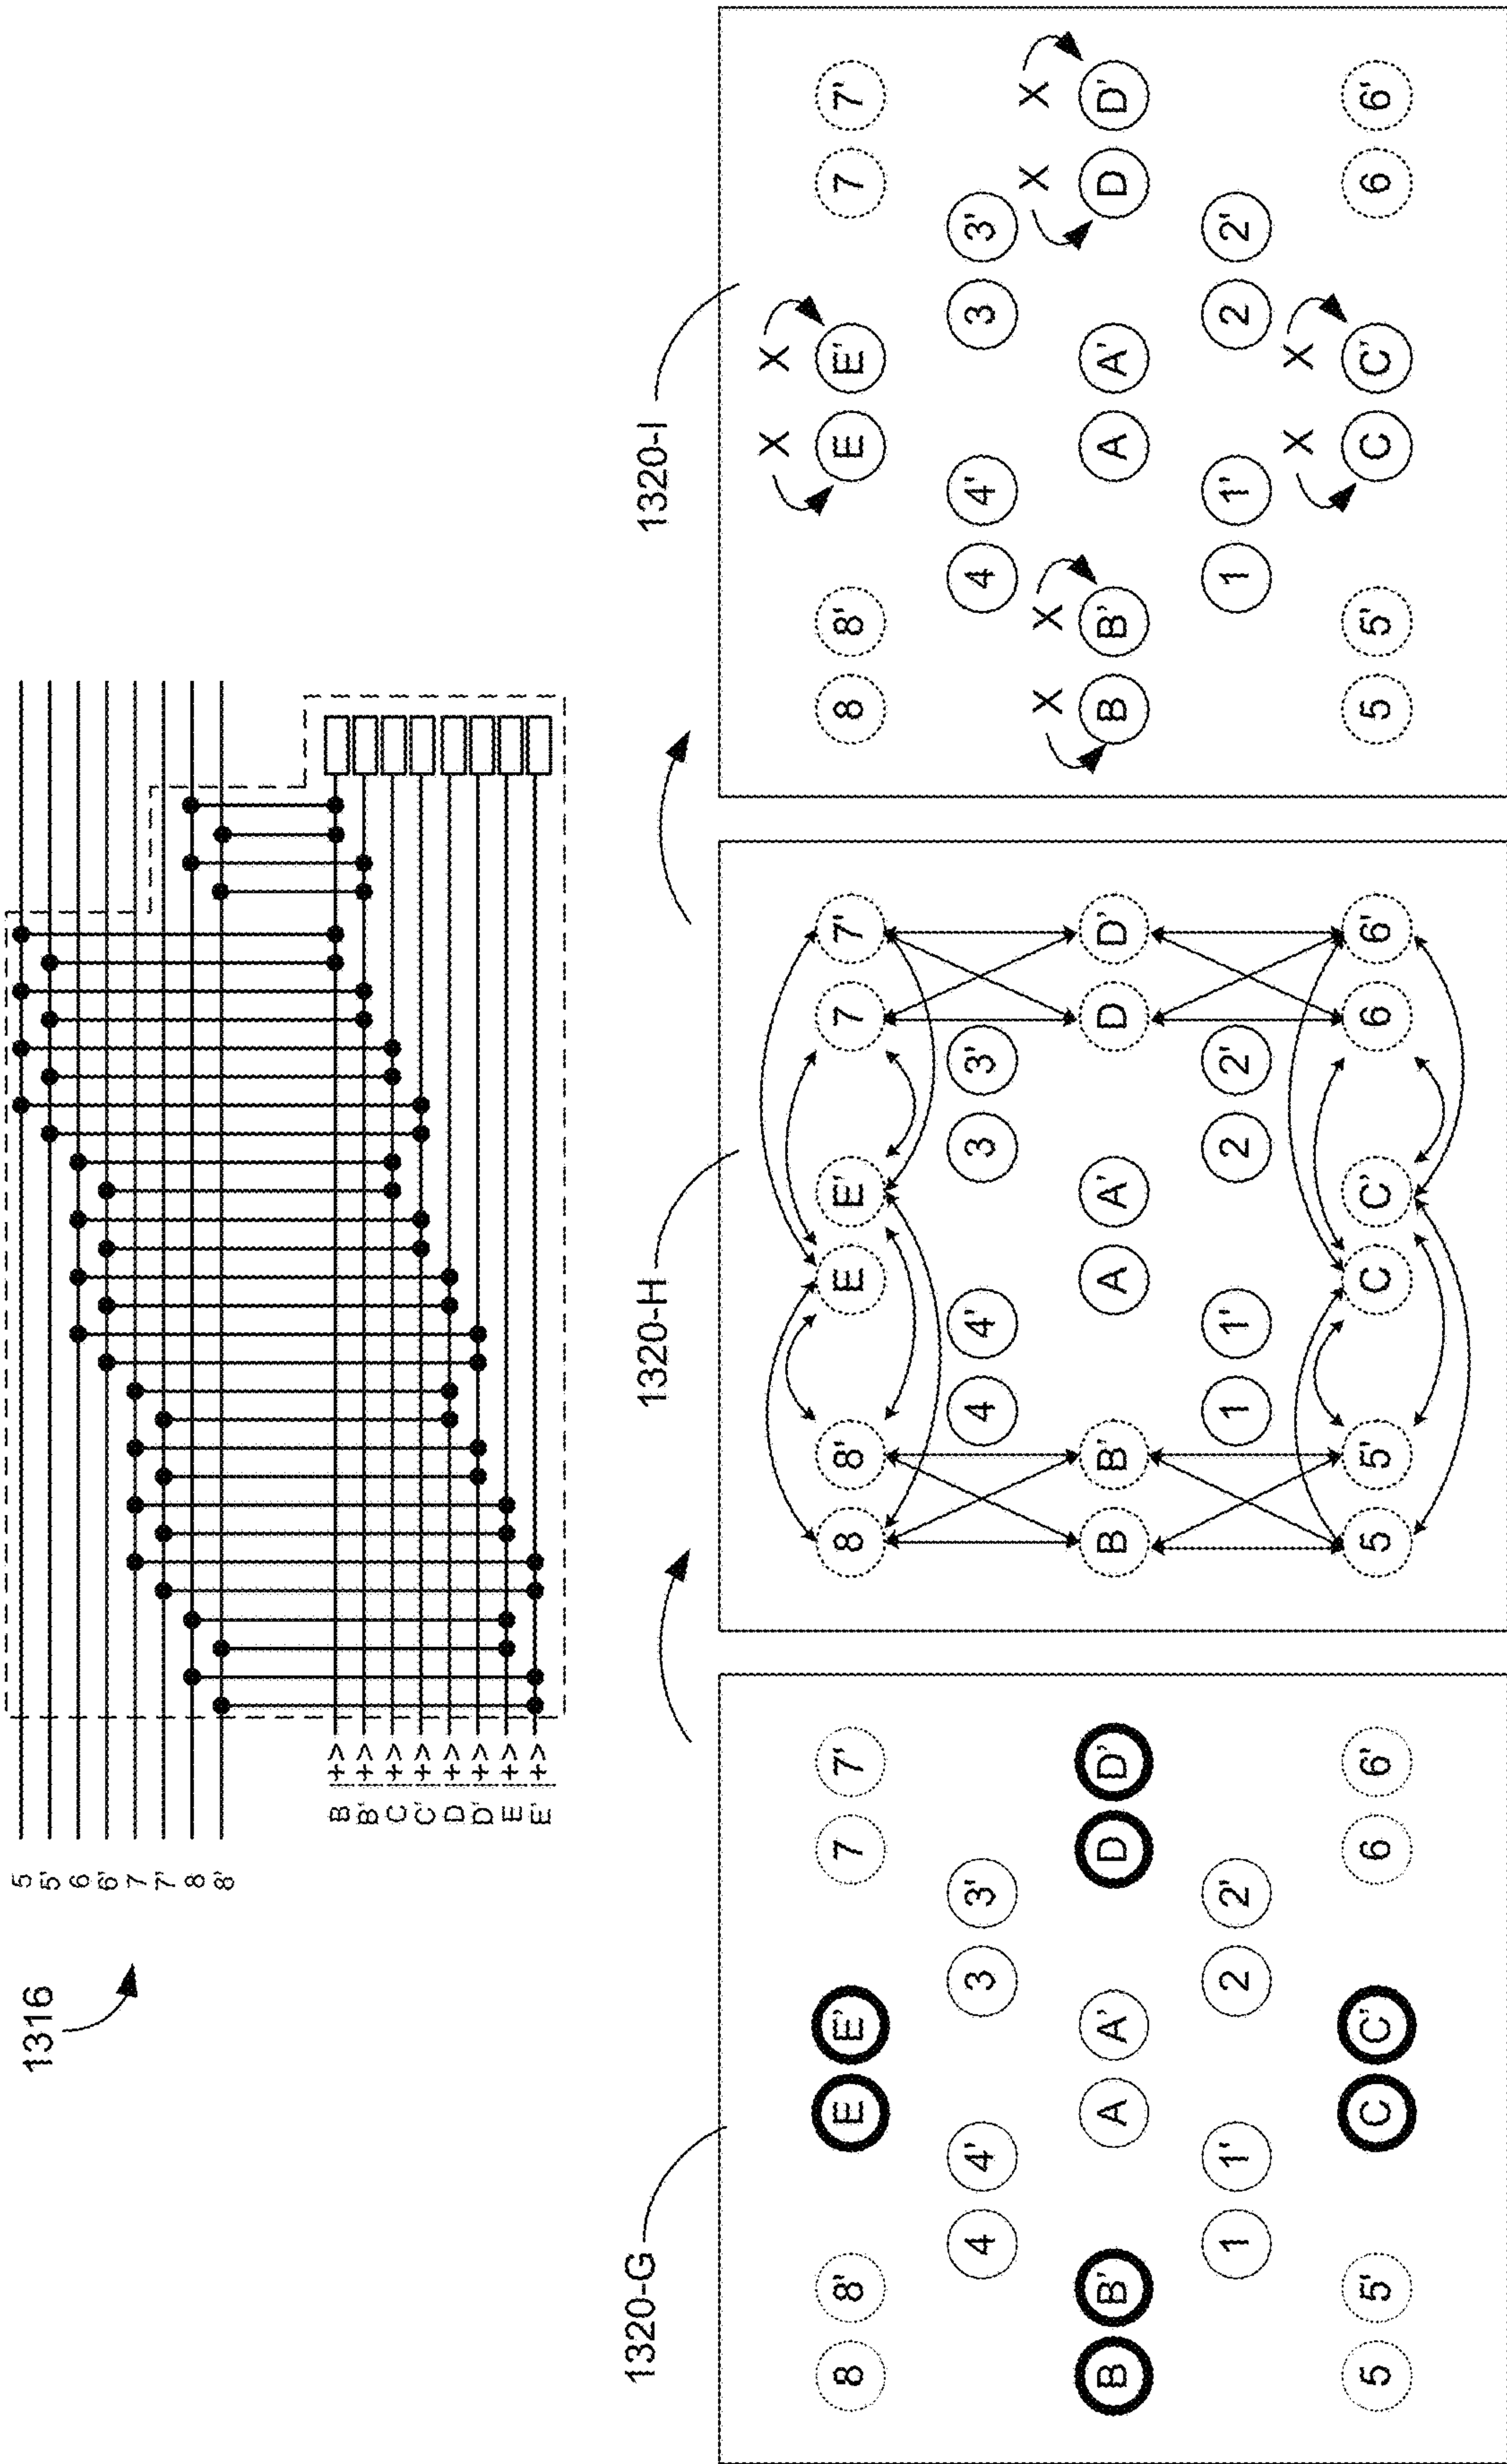 1316
5
5'
6
6'
7
7'
8
8'
B |+>
B' |+>
C |+>
C' |+>
D |+>
D' |+>
E |+>
E' |+>
1320-G
8 8' E E' 7 7'
4 4' 3 3'
B B' A A' D D'
1 1' 2 2'
5 5' C C' 6 6'
1320-H
8 8' E E' 7 7'
4 4' 3 3'
B B' A A' D D'
1 1' 2 2'
5 5' C C' 6 6'
1320-I
X X
8 8' E E' 7 7'
4 4' 3 3'
X X X X
B B' A A' D D'
1 1' 2 2'
X X
5 5' C C' 6 6'